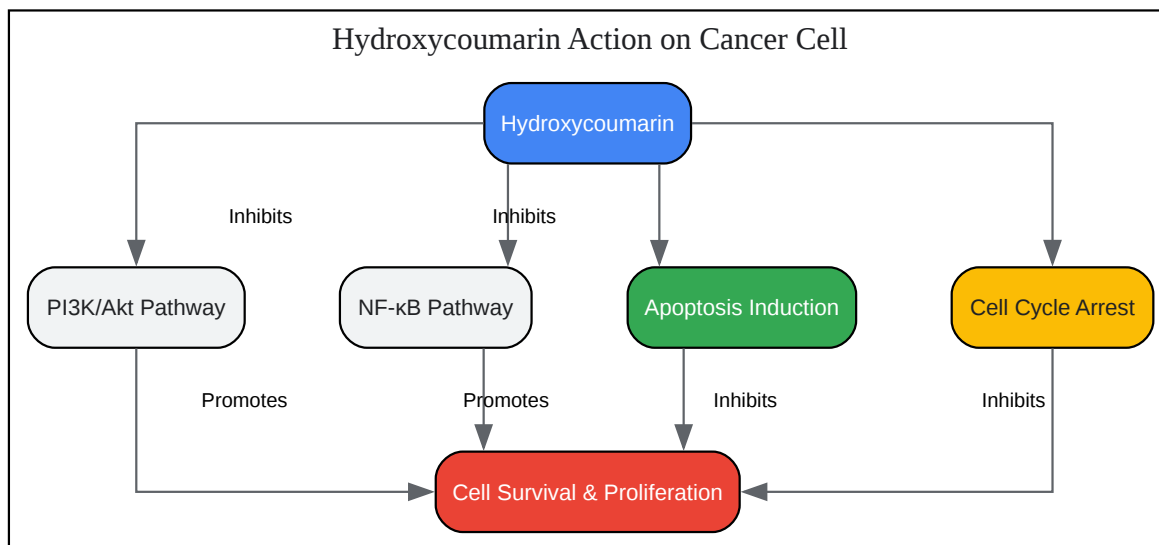 Hydroxycoumarin Action on Cancer Cell
Hydroxycoumarin
Inhibits
Inhibits
PI3K/Akt Pathway
NF-κB Pathway
Apoptosis Induction
Cell Cycle Arrest
Promotes
Promotes
Inhibits
Inhibits
Cell Survival & Proliferation